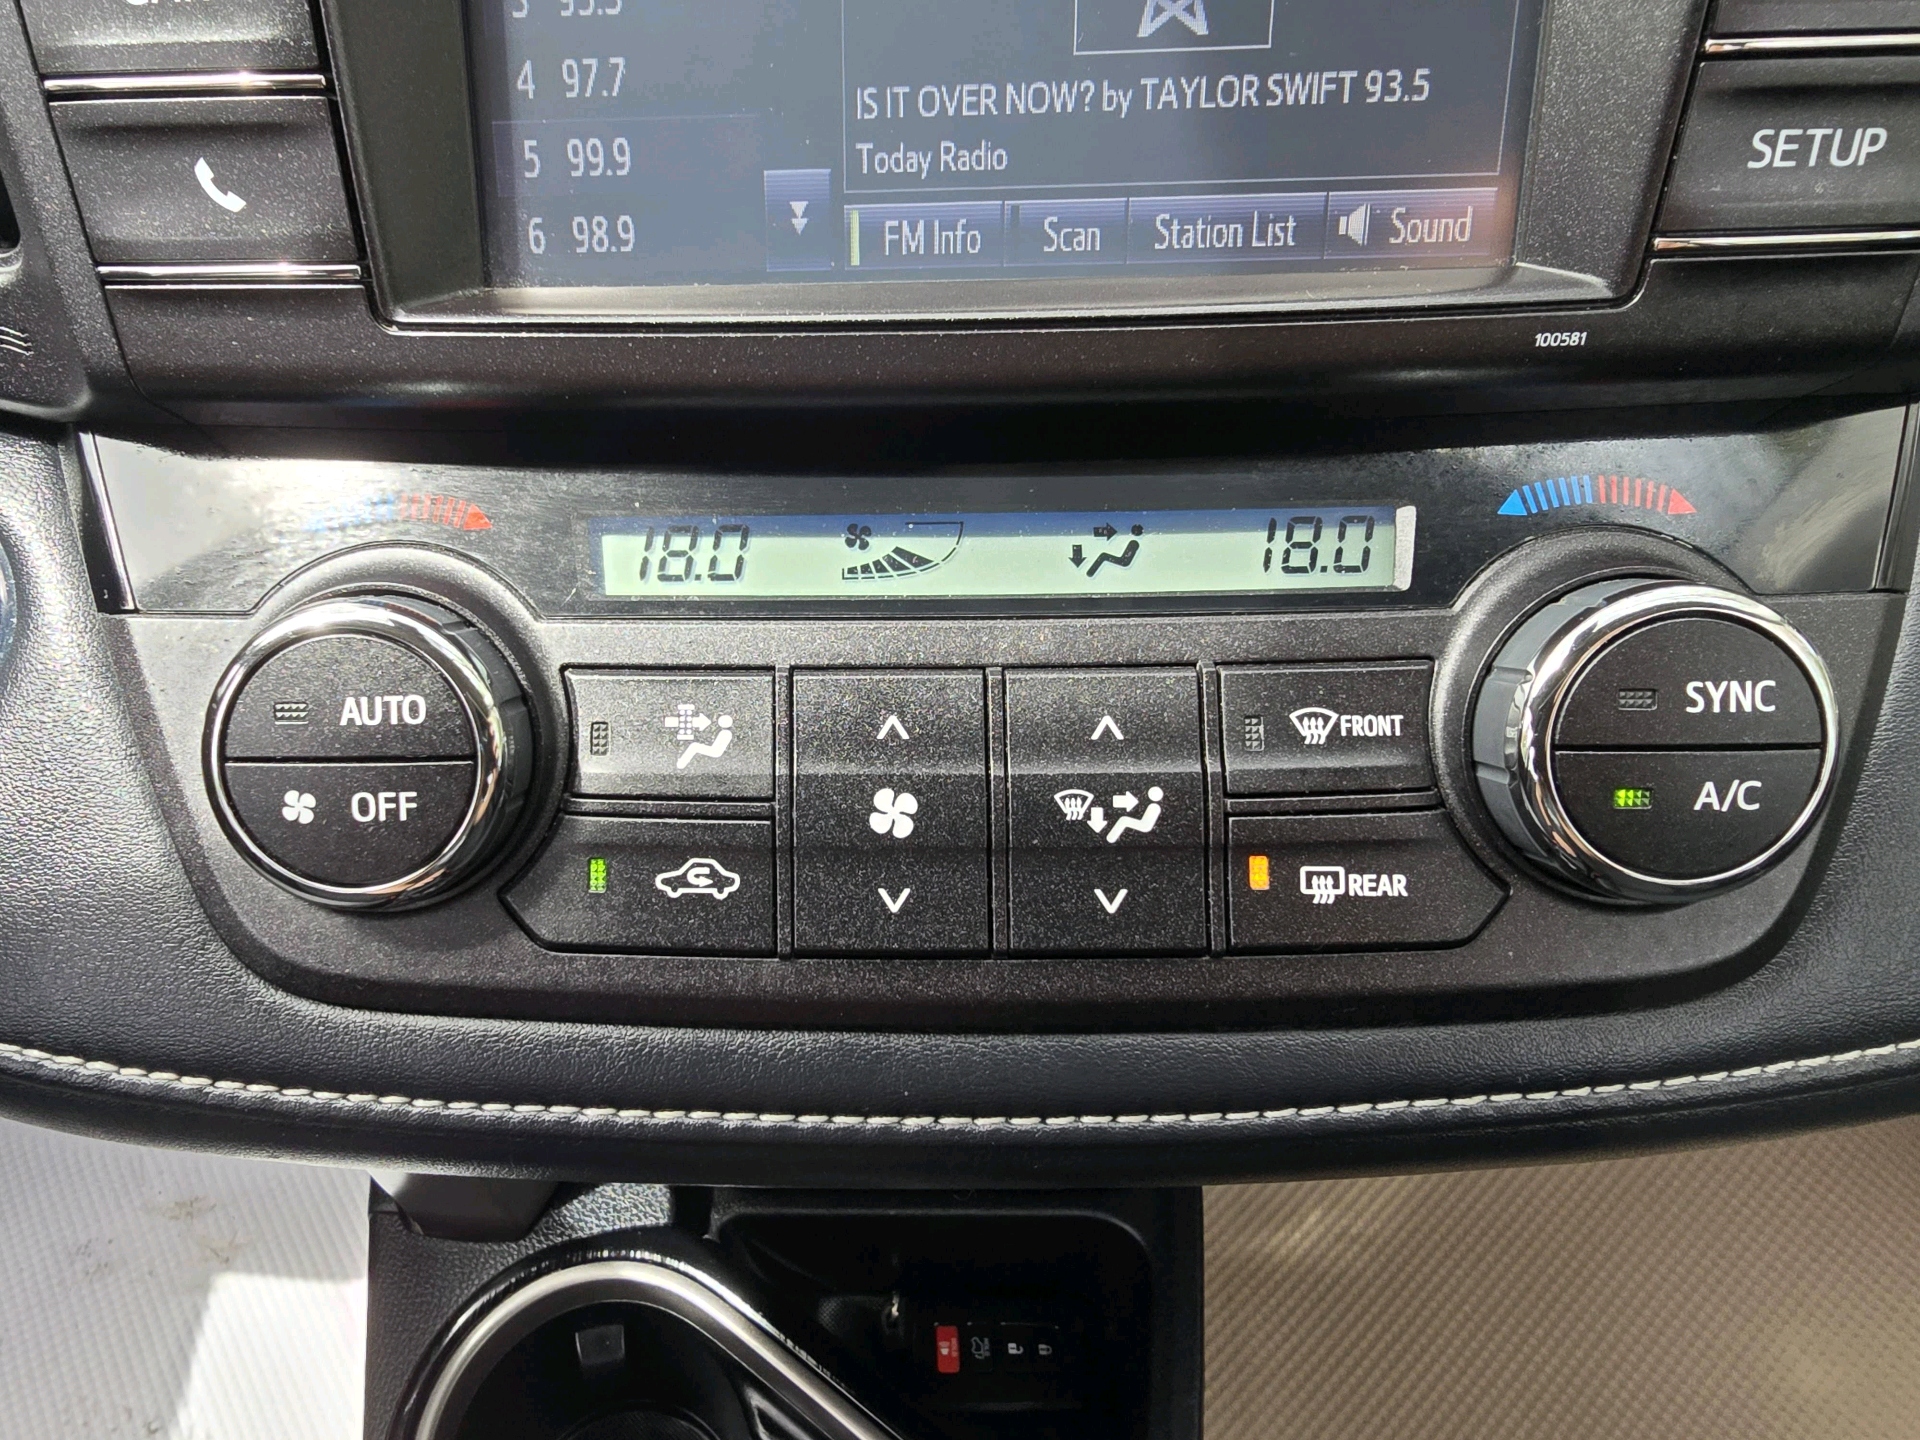 4 97.7
5 99.9
6 98.9
IS IT OVER NOW? by TAYLOR SWIFT 93.5
Today Radio
FM Info
Scan
Station List
Sound
SETUP
100581
18.0
18.0
AUTO
OFF
FRONT
REAR
SYNC
A/C